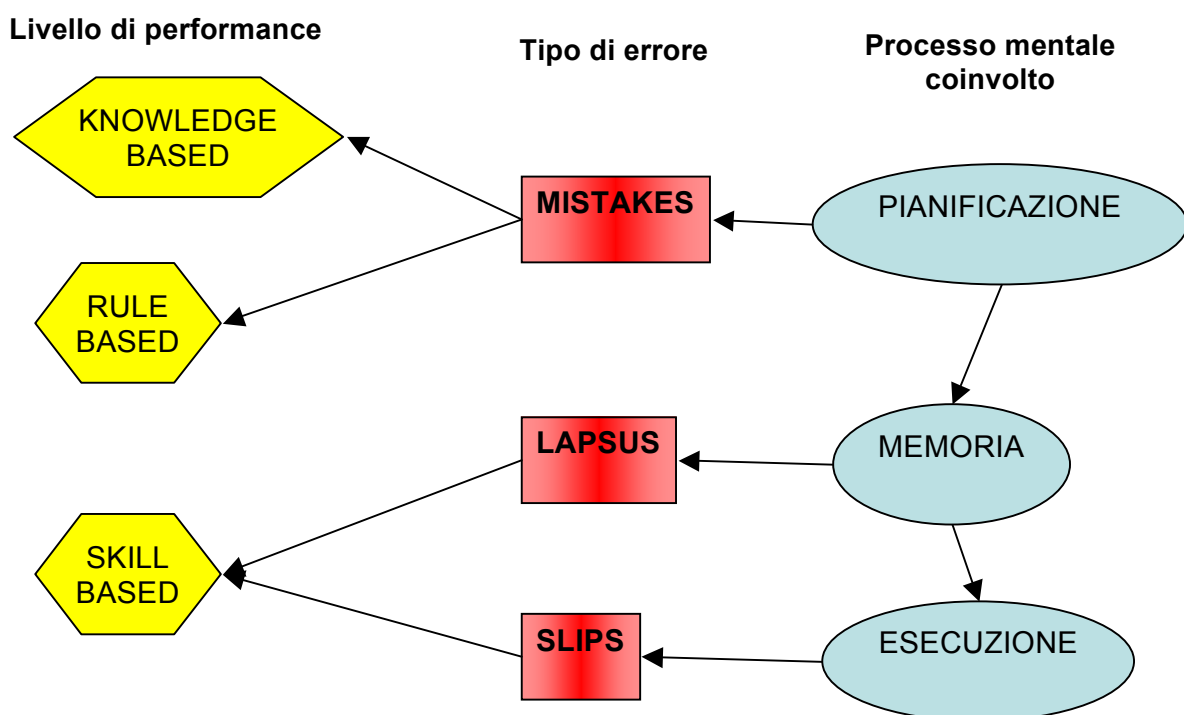 Livello di performance
Tipo di errore
Processo mentale
coinvolto
KNOWLEDGE
BASED
MISTAKES
PIANIFICAZIONE
RULE
BASED
LAPSUS
MEMORIA
SKILL
BASED
SLIPS
ESECUZIONE